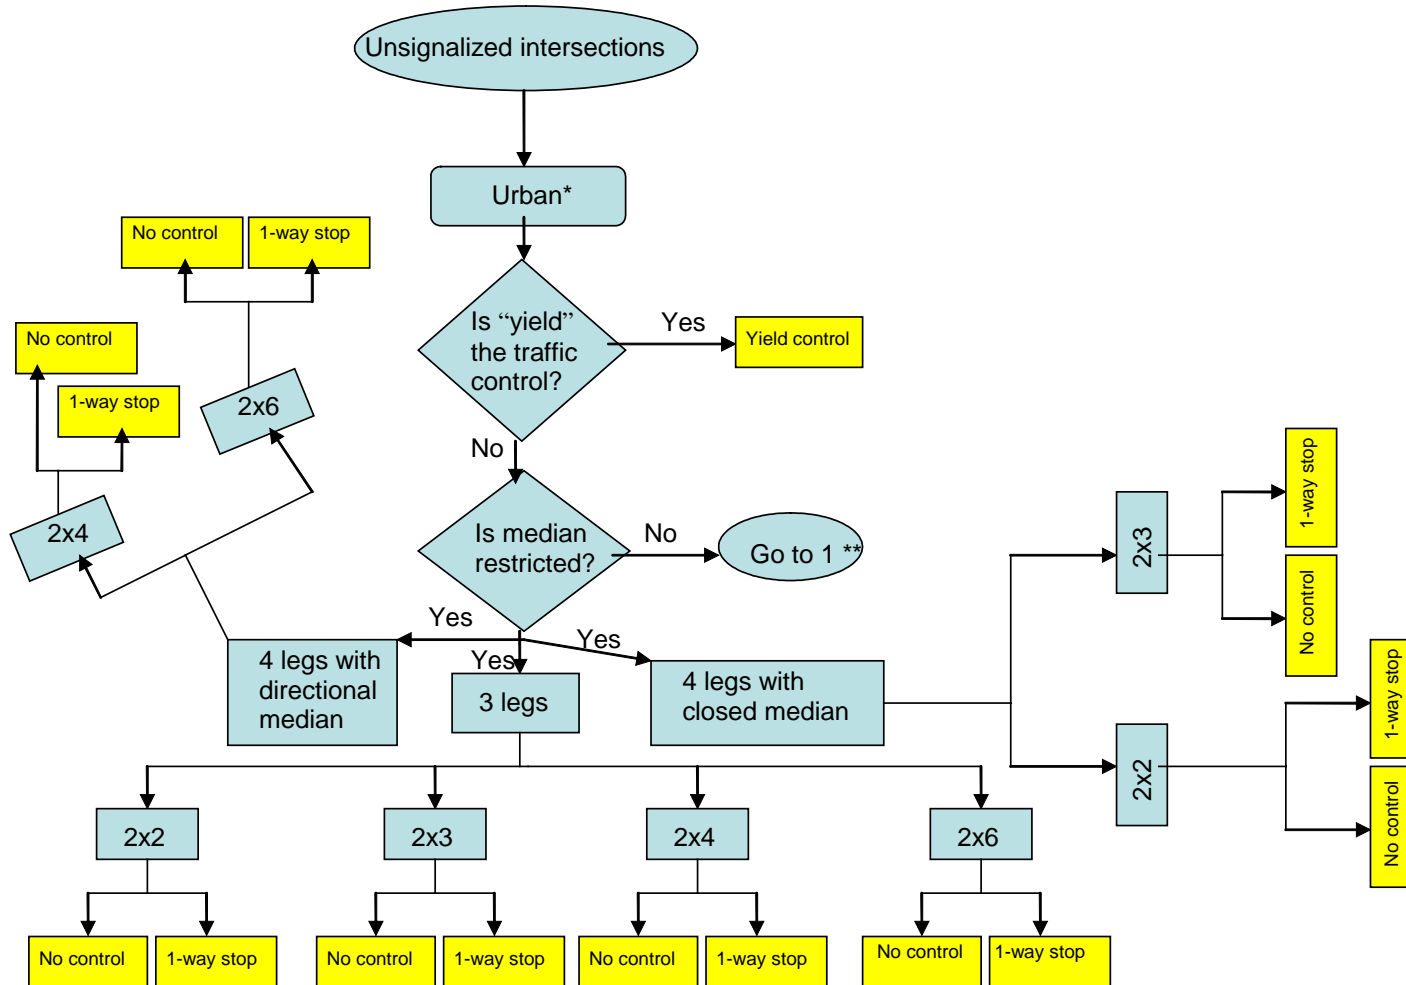 Unsignalized intersections
Urban*
No control
1-way stop
Is “yield”
the traffic
control?
Yes
Yield control
No control
1-way stop
2x6
2x4
No
Is median
restricted?
No
Go to 1 **
Yes
Yes
Yes
4 legs with
directional
median
3 legs
4 legs with
closed median
2x3
1-way stop
No control
2x2
1-way stop
No control
2x2
2x3
2x4
2x6
No control
1-way stop
No control
1-way stop
No control
1-way stop
No control
1-way stop